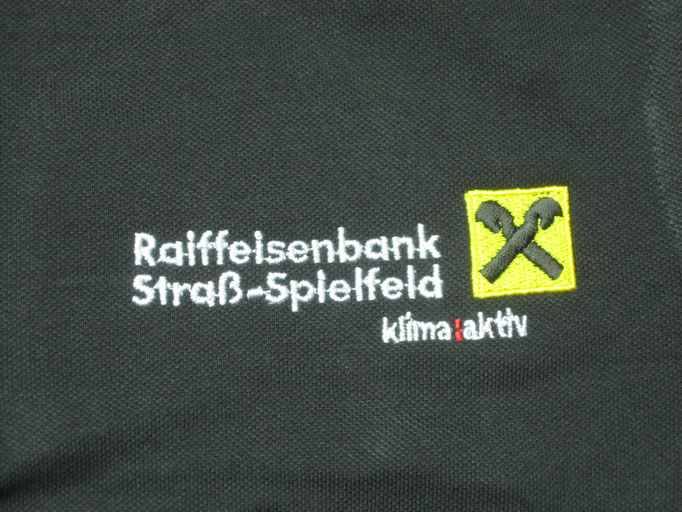 Raiffeisenbank
Straß-Spielfeld
klima:aktiv